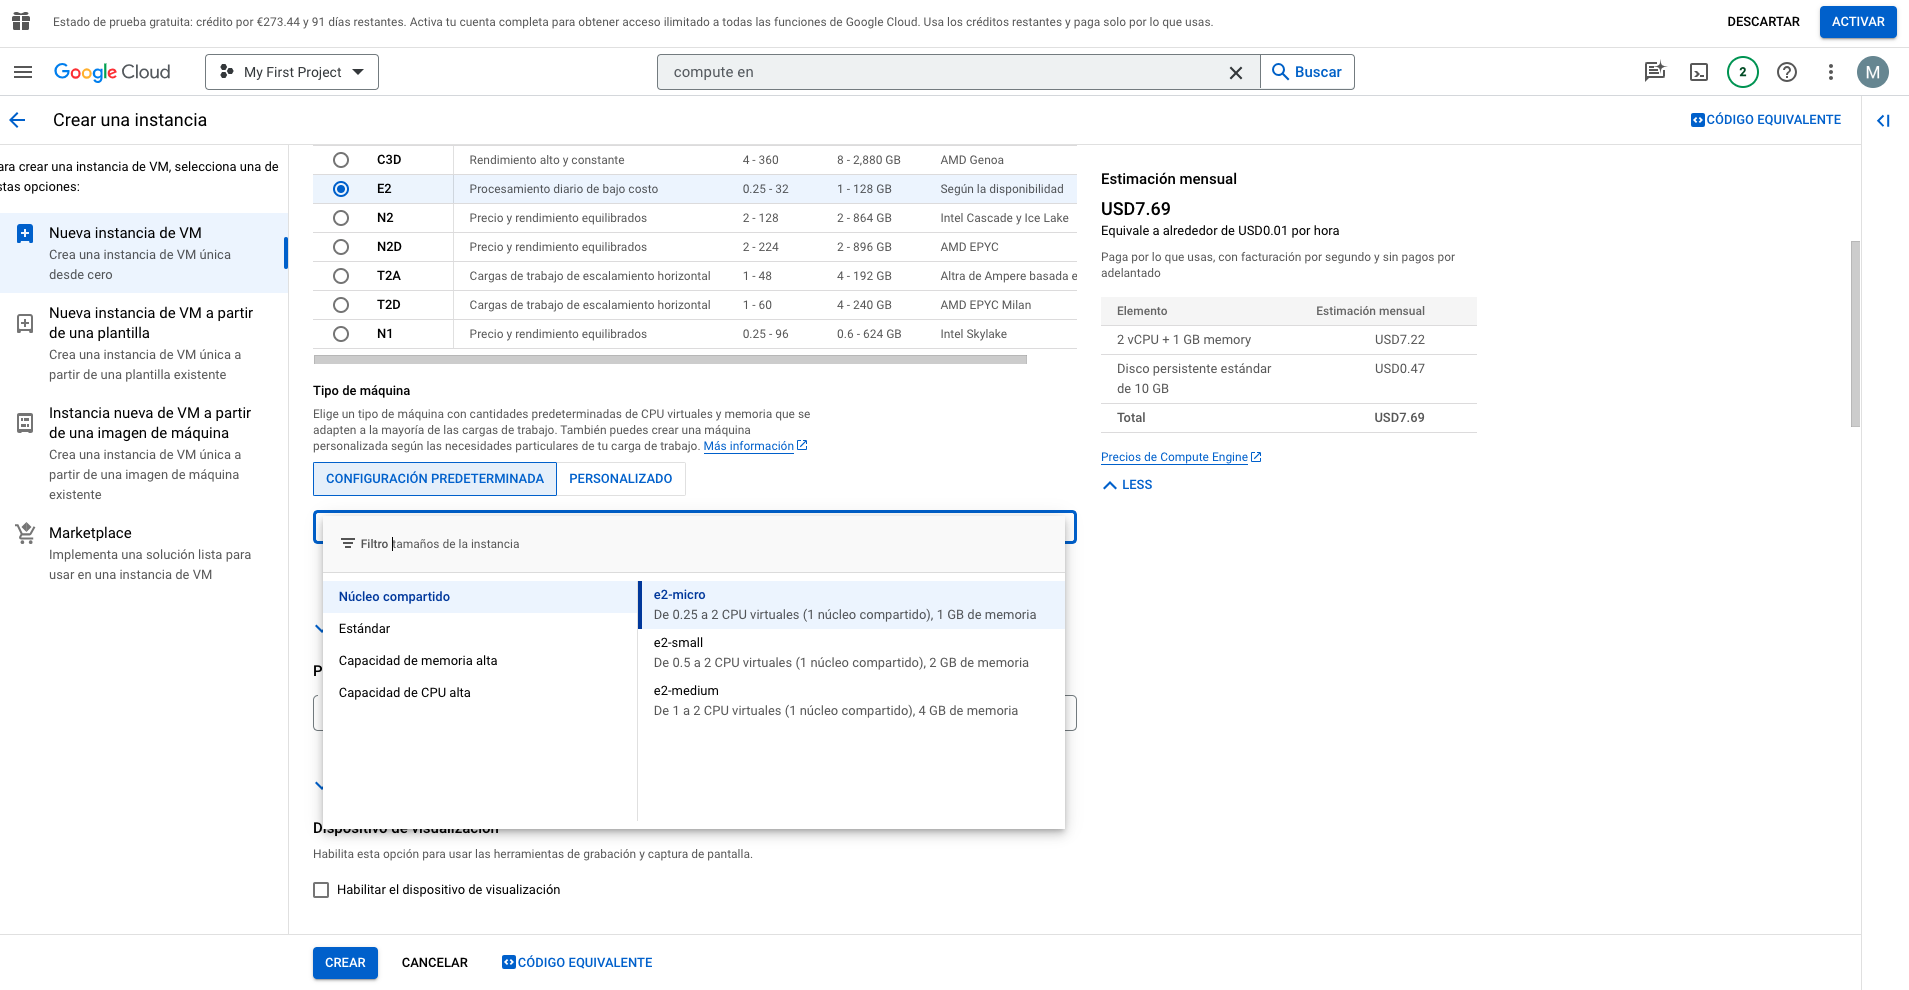 Estado de prueba gratuita: crédito por €273.44 y 91 días restantes. Activa tu cuenta completa para obtener acceso ilimitado a todas las funciones de Google Cloud. Usa los créditos restantes y paga solo por lo que usas.
DESCARTAR
ACTIVAR
Google Cloud
My First Project
compute en
Buscar
2
M
Crear una instancia
CÓDIGO EQUIVALENTE
ara crear una instancia de VM, selecciona una de
stas opciones:
Nueva instancia de VM
Crea una instancia de VM única
desde cero
Nueva instancia de VM a partir
de una plantilla
Crea una instancia de VM única a
partir de una plantilla existente
Instancia nueva de VM a partir
de una imagen de máquina
Crea una instancia de VM única a
partir de una imagen de máquina
existente
Marketplace
Implementa una solución lista para
usar en una instancia de VM
C3D Rendimiento alto y constante 4 - 360 8 - 2,880 GB AMD Genoa
E2 Procesamiento diario de bajo costo 0.25 - 32 1 - 128 GB Según la disponibilidad
N2 Precio y rendimiento equilibrados 2 - 128 2 - 864 GB Intel Cascade y Ice Lake
N2D Precio y rendimiento equilibrados 2 - 224 2 - 896 GB AMD EPYC
T2A Cargas de trabajo de escalamiento horizontal 1 - 48 4 - 192 GB Altra de Ampere basada e
T2D Cargas de trabajo de escalamiento horizontal 1 - 60 4 - 240 GB AMD EPYC Milan
N1 Precio y rendimiento equilibrados 0.25 - 96 0.6 - 624 GB Intel Skylake
Tipo de máquina
Elige un tipo de máquina con cantidades predeterminadas de CPU virtuales y memoria que se
adapten a la mayoría de las cargas de trabajo. También puedes crear una máquina
personalizada según las necesidades particulares de tu carga de trabajo. Más información
CONFIGURACIÓN PREDETERMINADA
PERSONALIZADO
Filtro tamaños de la instancia
Núcleo compartido
Estándar
Capacidad de memoria alta
Capacidad de CPU alta
e2-micro
De 0.25 a 2 CPU virtuales (1 núcleo compartido), 1 GB de memoria
e2-small
De 0.5 a 2 CPU virtuales (1 núcleo compartido), 2 GB de memoria
e2-medium
De 1 a 2 CPU virtuales (1 núcleo compartido), 4 GB de memoria
P
Dispositivo de visualización
Habilita esta opción para usar las herramientas de grabación y captura de pantalla.
Habilitar el dispositivo de visualización
CREAR
CANCELAR
CÓDIGO EQUIVALENTE
Estimación mensual
USD7.69
Equivale a alrededor de USD0.01 por hora
Paga por lo que usas, con facturación por segundo y sin pagos por
adelantado
Elemento Estimación mensual
2 vCPU + 1 GB memory USD7.22
Disco persistente estándar USD0.47
de 10 GB
Total USD7.69
Precios de Compute Engine
LESS